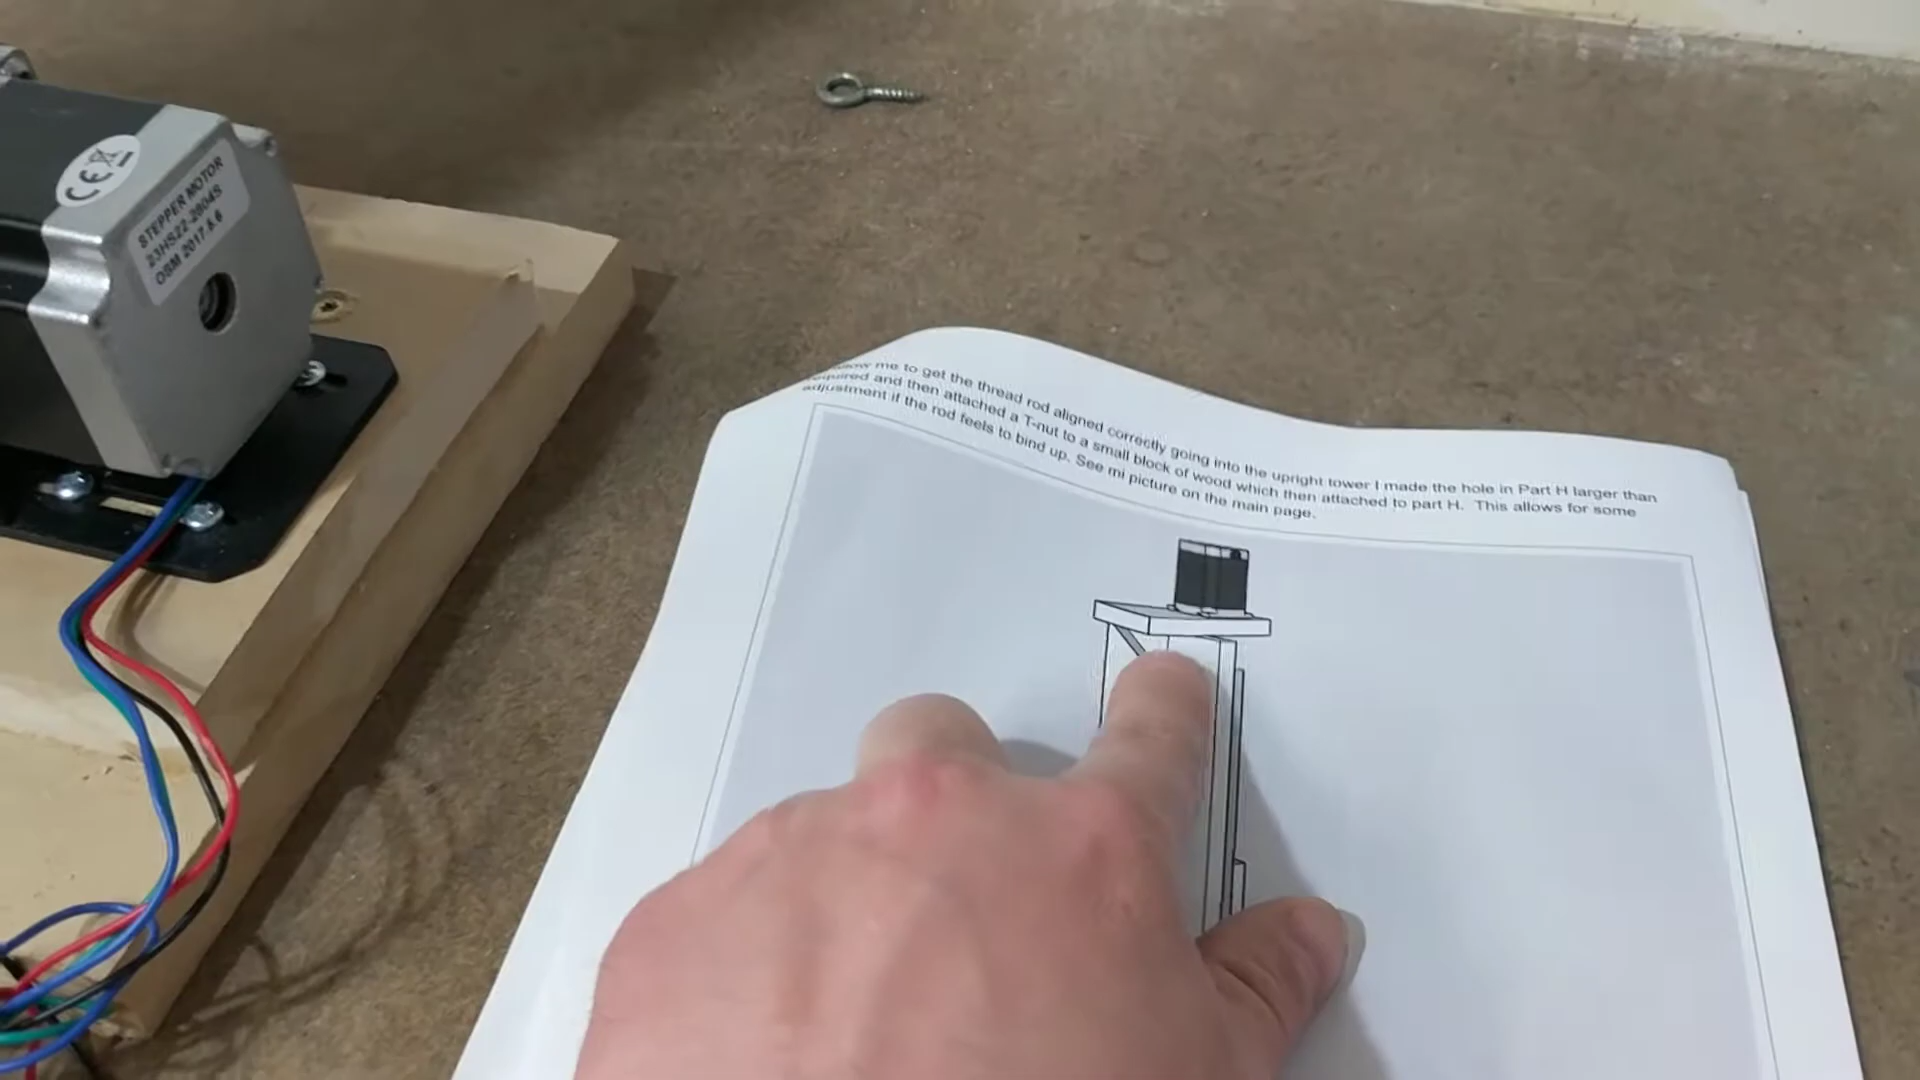 CE
STEPPER MOTOR
23HS22-2804S
OSM 2017.6.6
me to get the thread rod aligned correctly going into the upright tower I made the hole in Part H larger than
required and then attached a T-nut to a small block of wood which then attached to part H. This allows for some
adjustment if the rod feels to bind up. See mi picture on the main page.